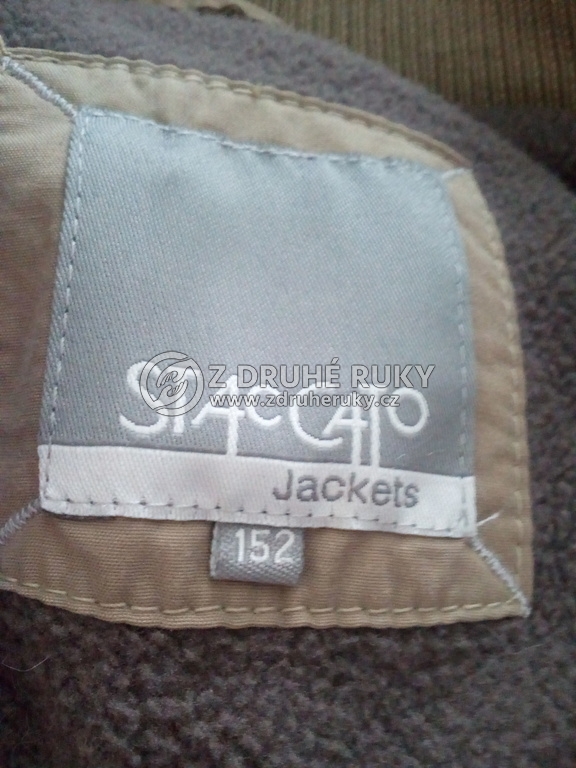 Z DRUHÉ RUKY
www.zdruheruky.cz
STACCATO
Jackets
152